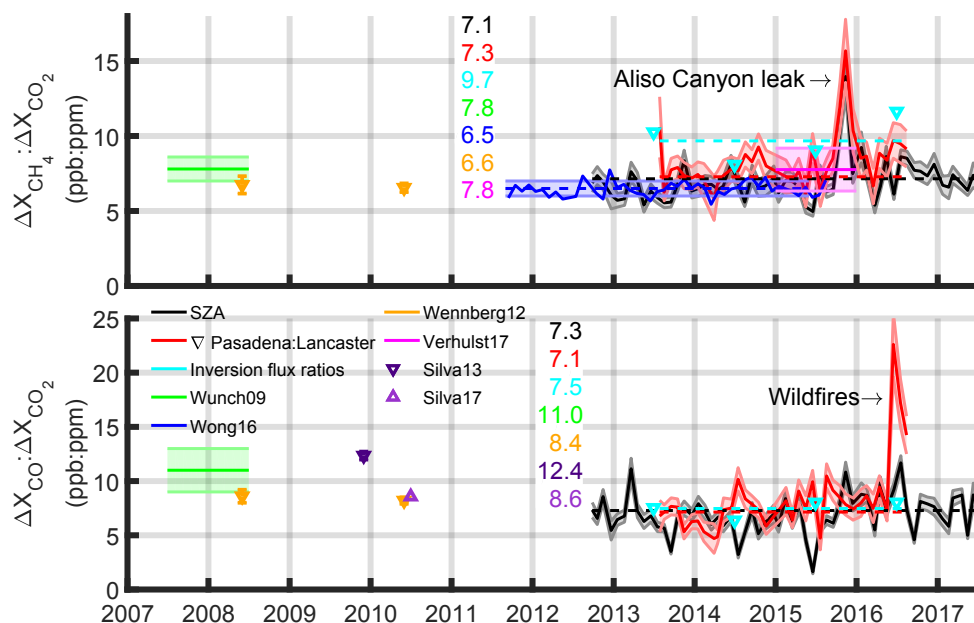 ΔX_CH₄:ΔX_CO₂
(ppb:ppm)
15
10
5
0
7.1
7.3
9.7
7.8
6.5
6.6
7.8
Aliso Canyon leak →
ΔX_CO:ΔX_CO₂
(ppb:ppm)
25
20
15
10
5
0
SZA
▽ Pasadena:Lancaster
Inversion flux ratios
Wunch09
Wong16
Wennberg12
Verhulst17
Silva13
Silva17
7.3
7.1
7.5
11.0
8.4
12.4
8.6
Wildfires→
2007 2008 2009 2010 2011 2012 2013 2014 2015 2016 2017